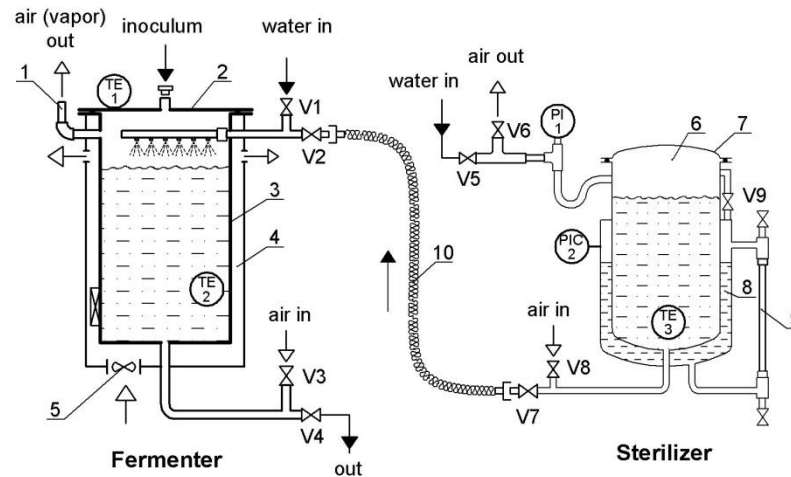 air (vapor)
out
inoculum
water in
1
TE
1
2
V1
V2
3
4
TE
2
5
air in
V3
V4
out
Fermenter
10
water in
air out
V5
V6
PI
1
6
7
V9
PIC
2
8
TE
3
air in
V8
V7
Sterilizer